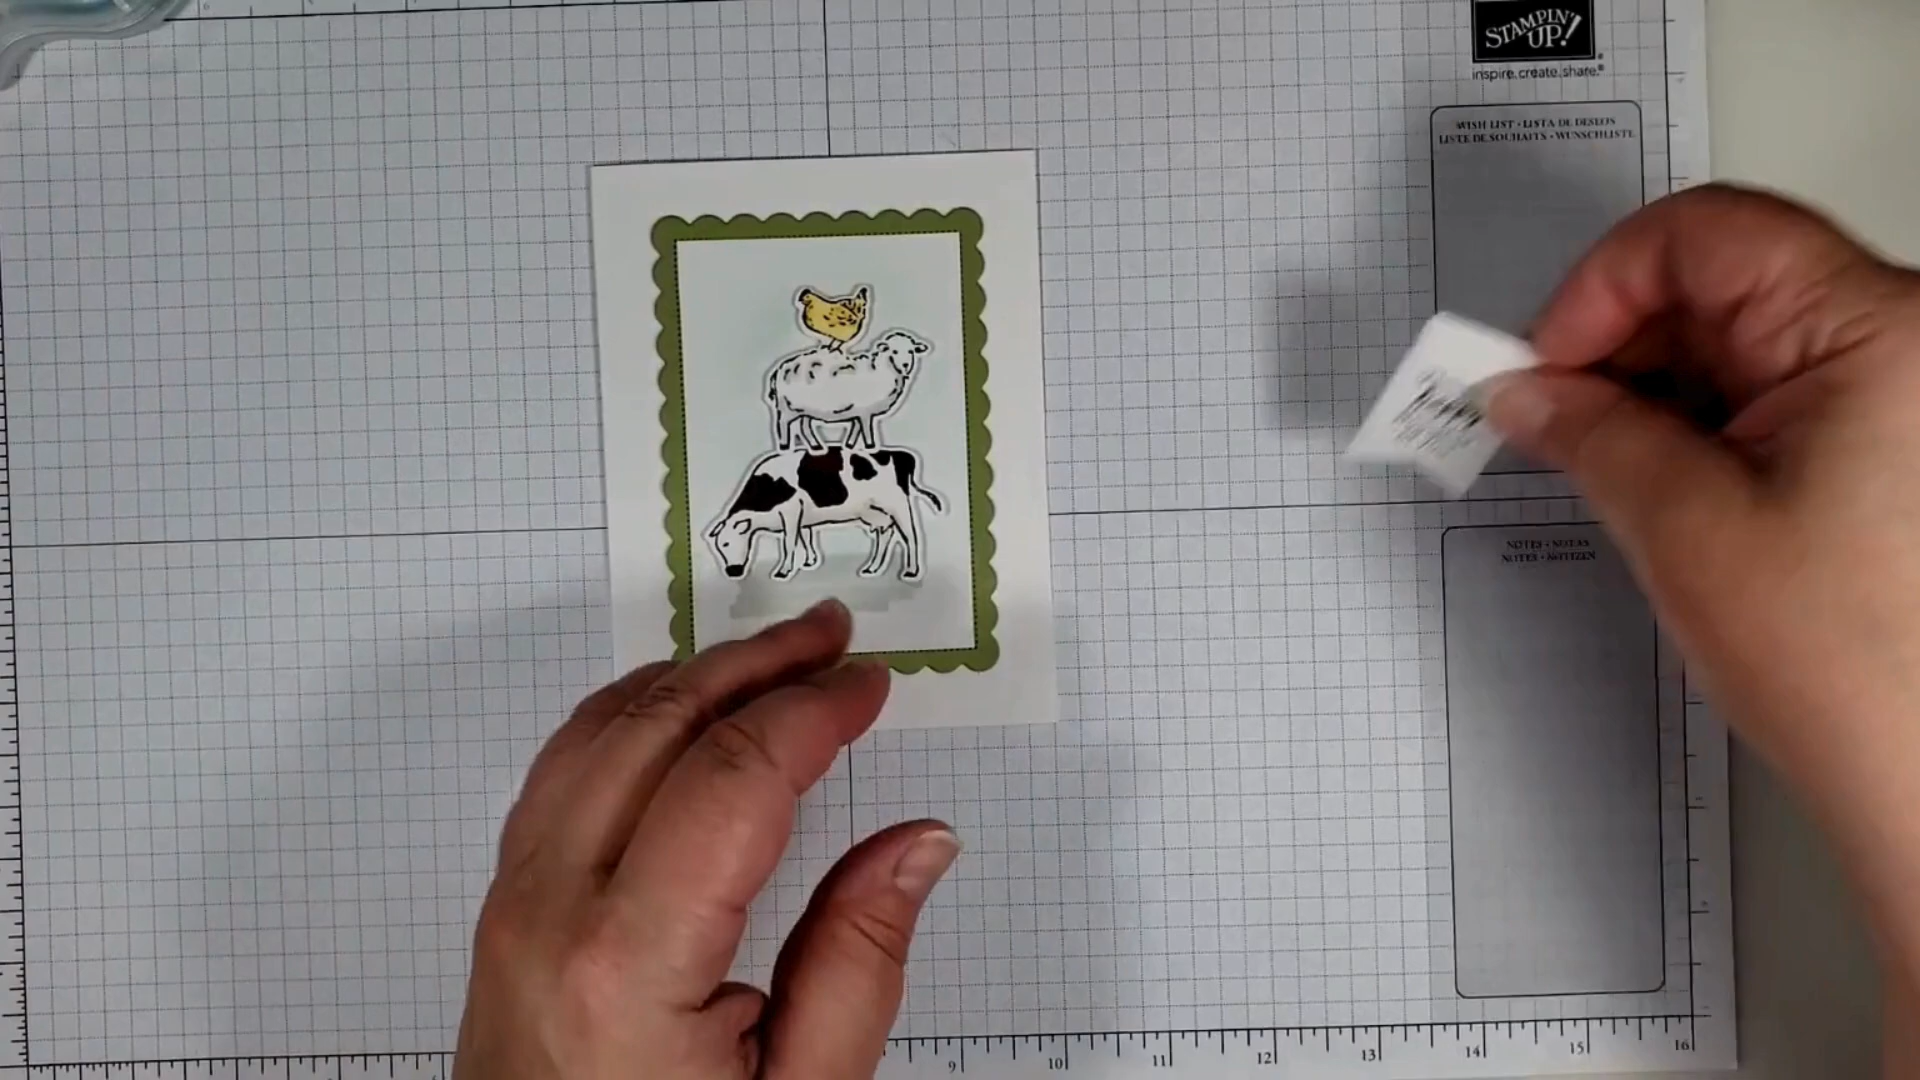 STAMPIN'
UP!
inspire.create.share.®
WISH LIST • LISTA DE DESEOS
LISTE DE SOUHAITS • WUNSCHLISTE
NOTES • NOTAS
NOTES • NOTIZEN
9
10
11
12
13
14
15
16